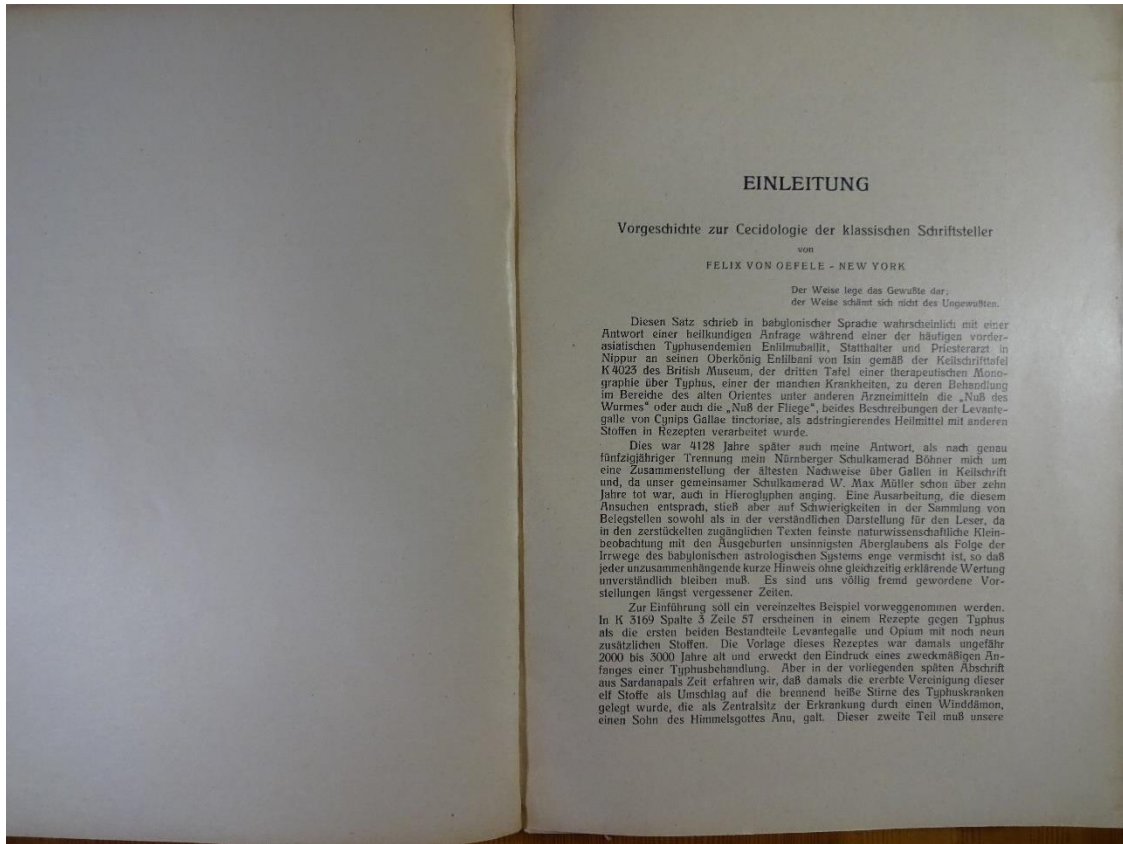 EINLEITUNG
Vorgeschichte zur Cecidologie der klassischen Schriftsteller
von
FELIX VON OEFELE - NEW YORK
Der Weise lege das Gewußte dar;
der Weise schämt sich nicht des Ungewußten.
Diesen Satz schrieb in babylonischer Sprache wahrscheinlich mit einer
Antwort einer heilkundigen Anfrage während einer der häufigen vorder-
asiatischen Typhusendemien Enlilmuballit, Statthalter und Priesterarzt in
Nippur an seinen Oberkönig Enlilbani von Isin gemäß der Keilschrifttafel
K 4023 des British Museum, der dritten Tafel einer therapeutischen Mono-
graphie über Typhus, einer der manchen Krankheiten, zu deren Behandlung
im Bereiche des alten Orientes unter anderen Arzneimitteln die „Nuß des
Wurmes“ oder auch die „Nuß der Fliege“, beides Beschreibungen der Levante-
galle von Cynips Gallae tinctoriae, als adstringierendes Heilmittel mit anderen
Stoffen in Rezepten verarbeitet wurde.
Dies war 4128 Jahre später auch meine Antwort, als nach genau
fünfzigjähriger Trennung mein Nürnberger Schulkamerad Böhner mich um
eine Zusammenstellung der ältesten Nachweise über Gallen in Keilschrift
und, da unser gemeinsamer Schulkamerad W. Max Müller schon über zehn
Jahre tot war, auch in Hieroglyphen anging. Eine Ausarbeitung, die diesem
Ansuchen entsprach, stieß aber auf Schwierigkeiten in der Sammlung von
Belegstellen sowohl als in der verständlichen Darstellung für den Leser, da
in den zerstückelten zugänglichen Texten feinste naturwissenschaftliche Klein-
beobachtung mit den Ausgeburten unsinnigsten Aberglaubens als Folge der
Irrwege des babylonischen astrologischen Systems enge vermischt ist, so daß
jeder unzusammenhängende kurze Hinweis ohne gleichzeitig erklärende Wertung
unverständlich bleiben muß. Es sind uns völlig fremd gewordene Vor-
stellungen längst vergessener Zeiten.
Zur Einführung soll ein vereinzeltes Beispiel vorweggenommen werden.
In K 3169 Spalte 3 Zeile 57 erscheinen in einem Rezepte gegen Typhus
als die ersten beiden Bestandteile Levantegalle und Opium mit noch neun
zusätzlichen Stoffen. Die Vorlage dieses Rezeptes war damals ungefähr
2000 bis 3000 Jahre alt und erweckt den Eindruck eines zweckmäßigen An-
fanges einer Typhusbehandlung. Aber in der vorliegenden späten Abschrift
aus Sardanapals Zeit erfahren wir, daß damals die ererbte Vereinigung dieser
elf Stoffe als Umschlag auf die brennend heiße Stirne des Typhuskranken
gelegt wurde, die als Zentralsitz der Erkrankung durch einen Winddämon,
einen Sohn des Himmelsgottes Anu, galt. Dieser zweite Teil muß unsere